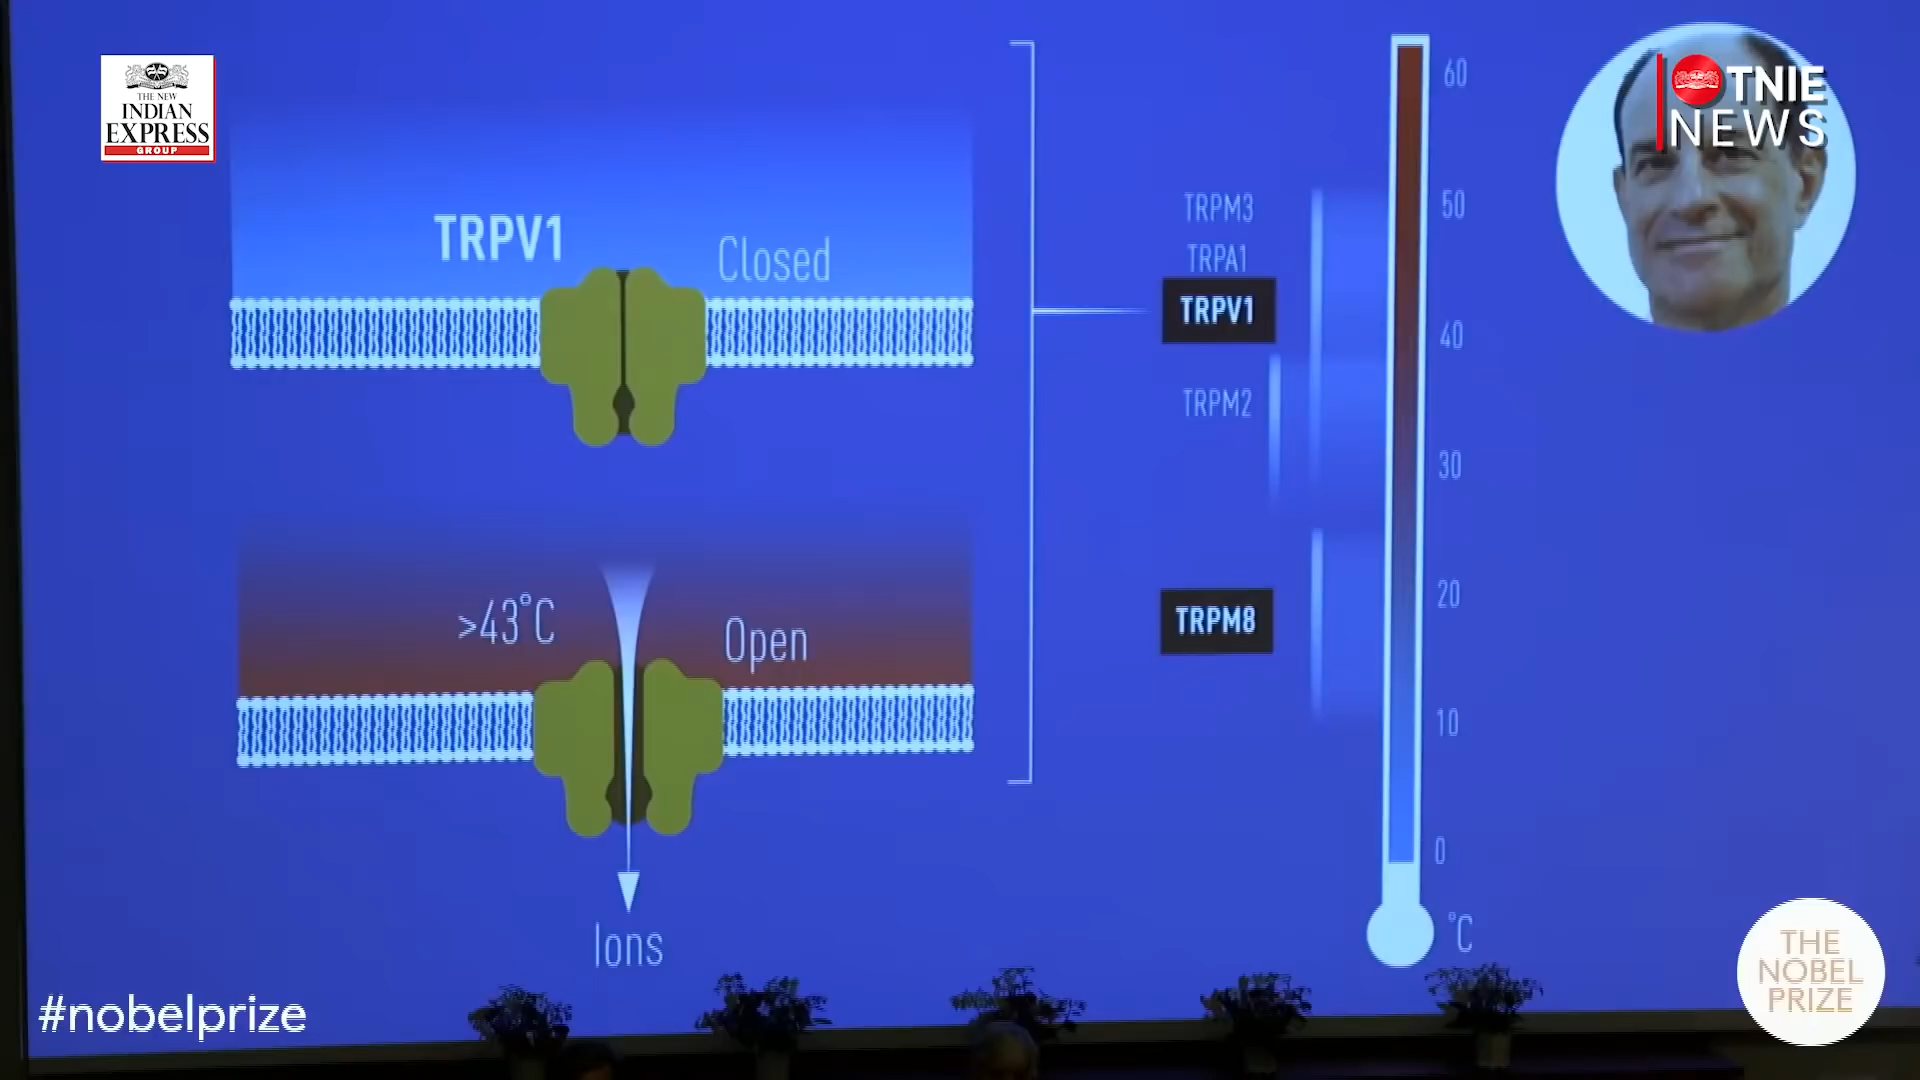 THE NEW
INDIAN
EXPRESS
GROUP
TNIE
NEWS
TRPV1
Closed
>43°C
Open
Ions
TRPM3
TRPA1
TRPV1
TRPM2
TRPM8
60
50
40
30
20
10
0
°C
#nobelprize
THE
NOBEL
PRIZE